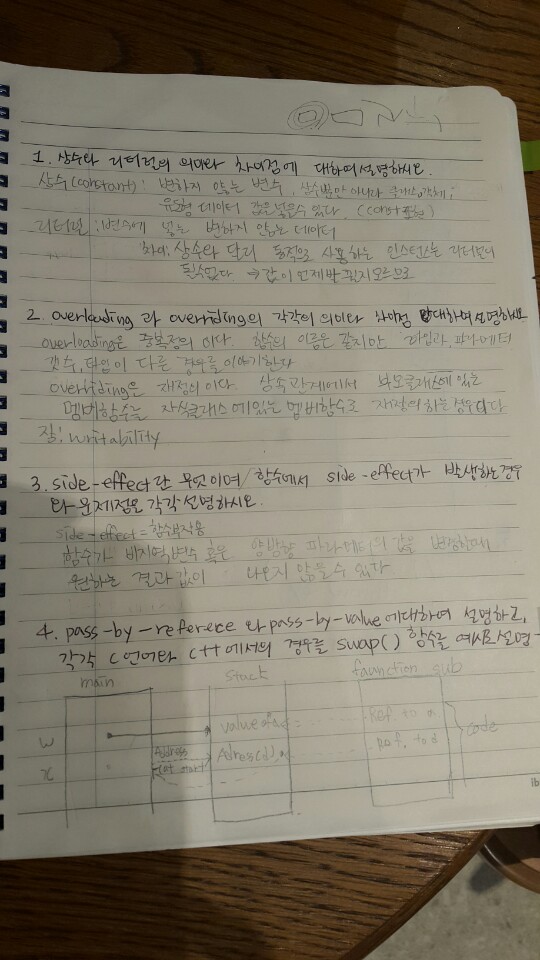 1. 상수와 리터럴의 의미와 차이점에 대하여 설명하시오.
상수(constant): 변하지 않는 변수, 상수뿐만 아니라 클래스, 객체,
유동형 데이터 값을 넣을수 있다. (const 포함)
리터럴 : 변수에 넣는 변하지 않는 데이터
차이: 상수와 달리 동적으로 사용하는 인스턴스는 리터럴이
될수없다 → 값이 언제 바뀔지모르므로
2. overloading 과 overriding의 각각의 의미와 차이점 대하여 설명하시오
overloading은 중복정의 이다. 함수의 이름은 같지만 파라메터
갯수, 타입이 다른 경우를 이야기한다
overriding은 재정의 이다 상속관계에서 부모클래스에 있는
멤버함수를 자식클래스에있는 멤버함수로 재정의 하는 경우다
장: writability
3. side-effect란 무엇이며 함수에서 side-effect가 발생하는경우
와 문제점을 각각 설명하시오.
side-effect = 함수부작용
함수가 비지역변수 혹은 양방향 파라메터의 값을 변경할때
원하는 결과값이 나오지 않을수 있다
4. pass-by-referece 와 pass-by-value에대하여 설명하고,
각각 C언어와 C++에서의 경우를 swap() 함수를 예시로 설명
main stack faunction sub
w value of a Ref to a
x Address Adress(d), Ref. to d code
(at start)